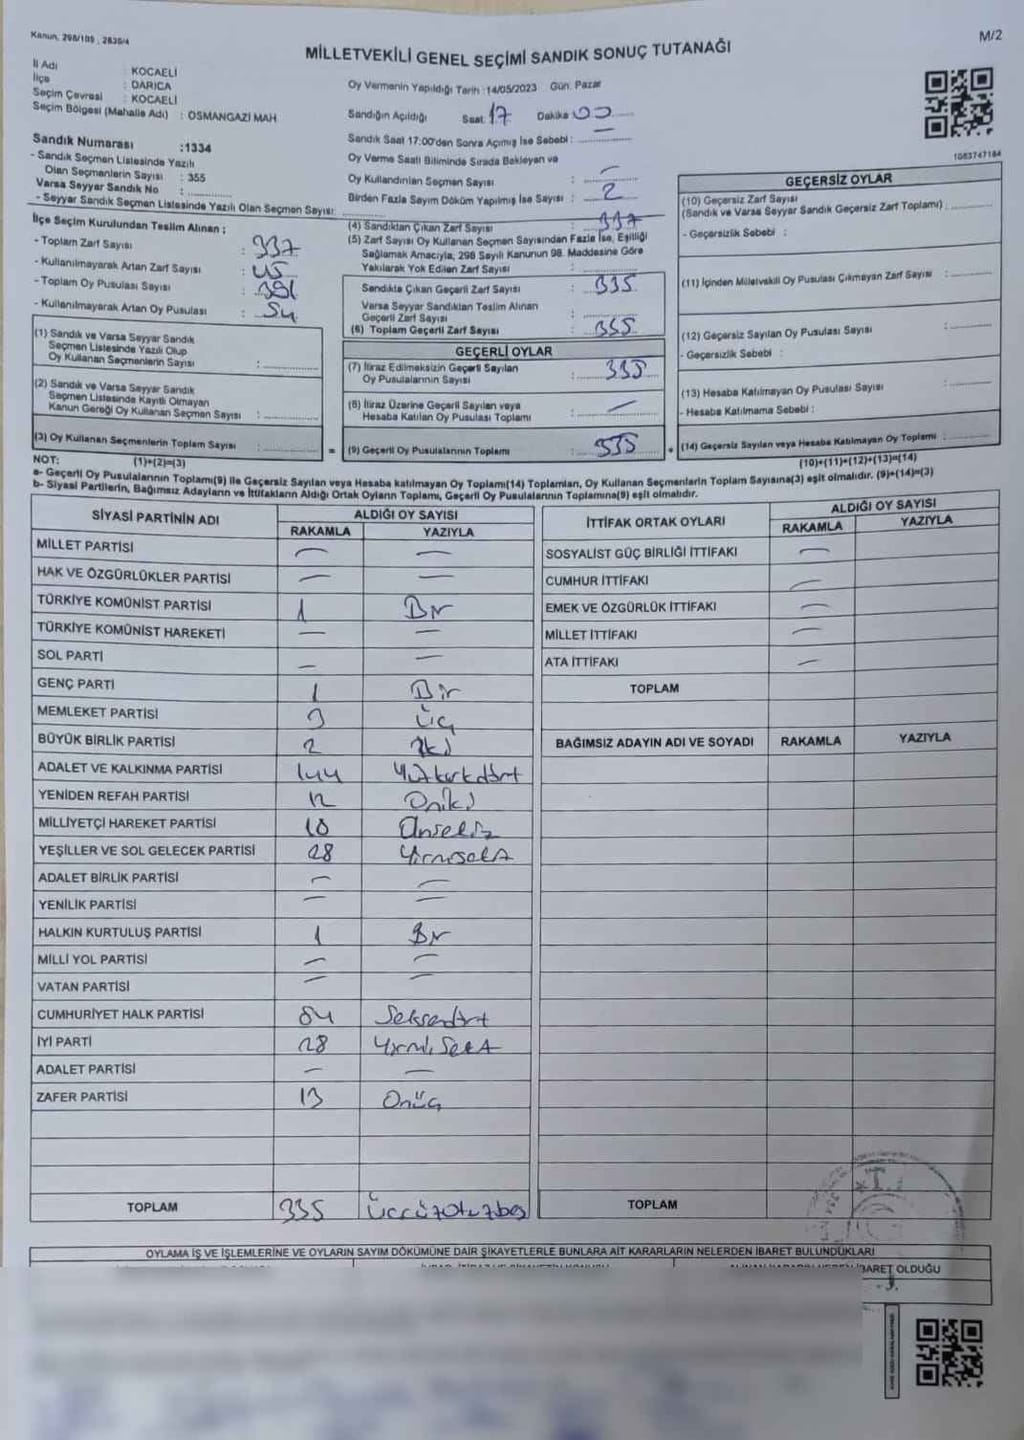 Kanun, 298/105 , 2839/4
M/2
MİLLETVEKİLİ GENEL SEÇİMİ SANDIK SONUÇ TUTANAĞI
İl Adı : KOCAELİ
İlçe : DARICA
Seçim Çevresi : KOCAELİ
Seçim Bölgesi (Mahalle Adı) : OSMANGAZİ MAH.
Oy Vermenin Yapıldığı Tarih :14/05/2023 Gün: Pazar
Sandığın Açıldığı Saat: 17 Dakika 00
Sandık Saat 17:00'den Sonra Açılmış İse Sebebi : —
Oy Verme Saati Bitiminde Sırada Bekleyen ve
Oy Kullandırılan Seçmen Sayısı : —
Birden Fazla Sayım Döküm Yapılmış İse Sayısı : 2
Sandık Numarası :1334
- Sandık Seçmen Listesinde Yazılı
Olan Seçmenlerin Sayısı : 355
Varsa Seyyar Sandık No :
- Seyyar Sandık Seçmen Listesinde Yazılı Olan Seçmen Sayısı:
1083747184
İlçe Seçim Kurulundan Teslim Alınan ;
- Toplam Zarf Sayısı : 337
- Kullanılmayarak Artan Zarf Sayısı : 45
- Toplam Oy Pusulası Sayısı : 391
- Kullanılmayarak Artan Oy Pusulası : 54
(1) Sandık ve Varsa Seyyar Sandık
Seçmen Listesinde Yazılı Olup
Oy Kullanan Seçmenlerin Sayısı :
(2) Sandık ve Varsa Seyyar Sandık
Seçmen Listesinde Kayıtlı Olmayan
Kanun Gereği Oy Kullanan Seçmen Sayısı :
(3) Oy Kullanan Seçmenlerin Toplam Sayısı :
(4) Sandıktan Çıkan Zarf Sayısı : 337
(5) Zarf Sayısı Oy Kullanan Seçmen Sayısından Fazla İse, Eşitliği
Sağlamak Amacıyla, 298 Sayılı Kanunun 98. Maddesine Göre
Yakılarak Yok Edilen Zarf Sayısı :
Sandıkta Çıkan Geçerli Zarf Sayısı : 335
Varsa Seyyar Sandıktan Teslim Alınan
Geçerli Zarf Sayısı :
(6) Toplam Geçerli Zarf Sayısı : 335
GEÇERLİ OYLAR
(7) İtiraz Edilmeksizin Geçerli Sayılan
Oy Pusulalarının Sayısı : 335
(8) İtiraz Üzerine Geçerli Sayılan veya
Hesaba Katılan Oy Pusulası Toplamı : —
= (9) Geçerli Oy Pusulalarının Toplamı : 335
GEÇERSİZ OYLAR
(10) Geçersiz Zarf Sayısı
(Sandık ve Varsa Seyyar Sandık Geçersiz Zarf Toplamı)
- Geçersizlik Sebebi :
(11) İçinden Milletvekili Oy Pusulası Çıkmayan Zarf Sayısı :
(12) Geçersiz Sayılan Oy Pusulası Sayısı :
- Geçersizlik Sebebi :
(13) Hesaba Katılmayan Oy Pusulası Sayısı :
- Hesaba Katılmama Sebebi :
+ (14) Geçersiz Sayılan veya Hesaba Katılmayan Oy Toplamı :
NOT: (1)+(2)=(3) (10)+(11)+(12)+(13)=(14)
a- Geçerli Oy Pusulalarının Toplamı(9) ile Geçersiz Sayılan veya Hesaba katılmayan Oy Toplamı(14) Toplamları, Oy Kullanan Seçmenlerin Toplam Sayısına(3) eşit olmalıdır. (9)+(14)=(3)
b- Siyasi Partilerin, Bağımsız Adayların ve İttifakların Aldığı Ortak Oyların Toplamı, Geçerli Oy Pusulalarının Toplamına(9) eşit olmalıdır.
SİYASİ PARTİNİN ADI ALDIĞI OY SAYISI
RAKAMLA YAZIYLA
MİLLET PARTİSİ — —
HAK VE ÖZGÜRLÜKLER PARTİSİ — —
TÜRKİYE KOMÜNİST PARTİSİ 1 Bir
TÜRKİYE KOMÜNİST HAREKETİ — —
SOL PARTİ — —
GENÇ PARTİ 1 Bir
MEMLEKET PARTİSİ 3 Üç
BÜYÜK BİRLİK PARTİSİ 2 İki
ADALET VE KALKINMA PARTİSİ 144 Yüzkırkdört
YENİDEN REFAH PARTİSİ 12 Oniki
MİLLİYETÇİ HAREKET PARTİSİ 18 Onsekiz
YEŞİLLER VE SOL GELECEK PARTİSİ 28 Yirmisekiz
ADALET BİRLİK PARTİSİ — —
YENİLİK PARTİSİ — —
HALKIN KURTULUŞ PARTİSİ 1 Bir
MİLLİ YOL PARTİSİ — —
VATAN PARTİSİ — —
CUMHURİYET HALK PARTİSİ 84 Seksendört
İYİ PARTİ 28 Yirmi Sekiz
ADALET PARTİSİ — —
ZAFER PARTİSİ 13 Onüç
TOPLAM 335 Üçyüzotuzbeş
İTTİFAK ORTAK OYLARI ALDIĞI OY SAYISI
RAKAMLA YAZIYLA
SOSYALİST GÜÇ BİRLİĞİ İTTİFAKI —
CUMHUR İTTİFAKI —
EMEK VE ÖZGÜRLÜK İTTİFAKI —
MİLLET İTTİFAKI —
ATA İTTİFAKI —
TOPLAM
BAĞIMSIZ ADAYIN ADI VE SOYADI RAKAMLA YAZIYLA
TOPLAM
OYLAMA İŞ VE İŞLEMLERİNE VE OYLARIN SAYIM DÖKÜMÜNE DAİR ŞİKAYETLERLE BUNLARA AİT KARARLARIN NELERDEN İBARET BULUNDUKLARI
İBARET OLDUĞU